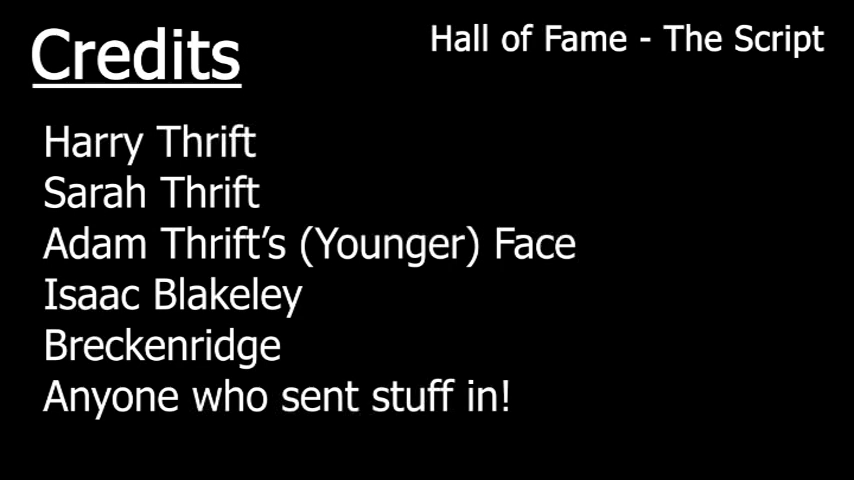 Credits
Hall of Fame - The Script
Harry Thrift
Sarah Thrift
Adam Thrift’s (Younger) Face
Isaac Blakeley
Breckenridge
Anyone who sent stuff in!